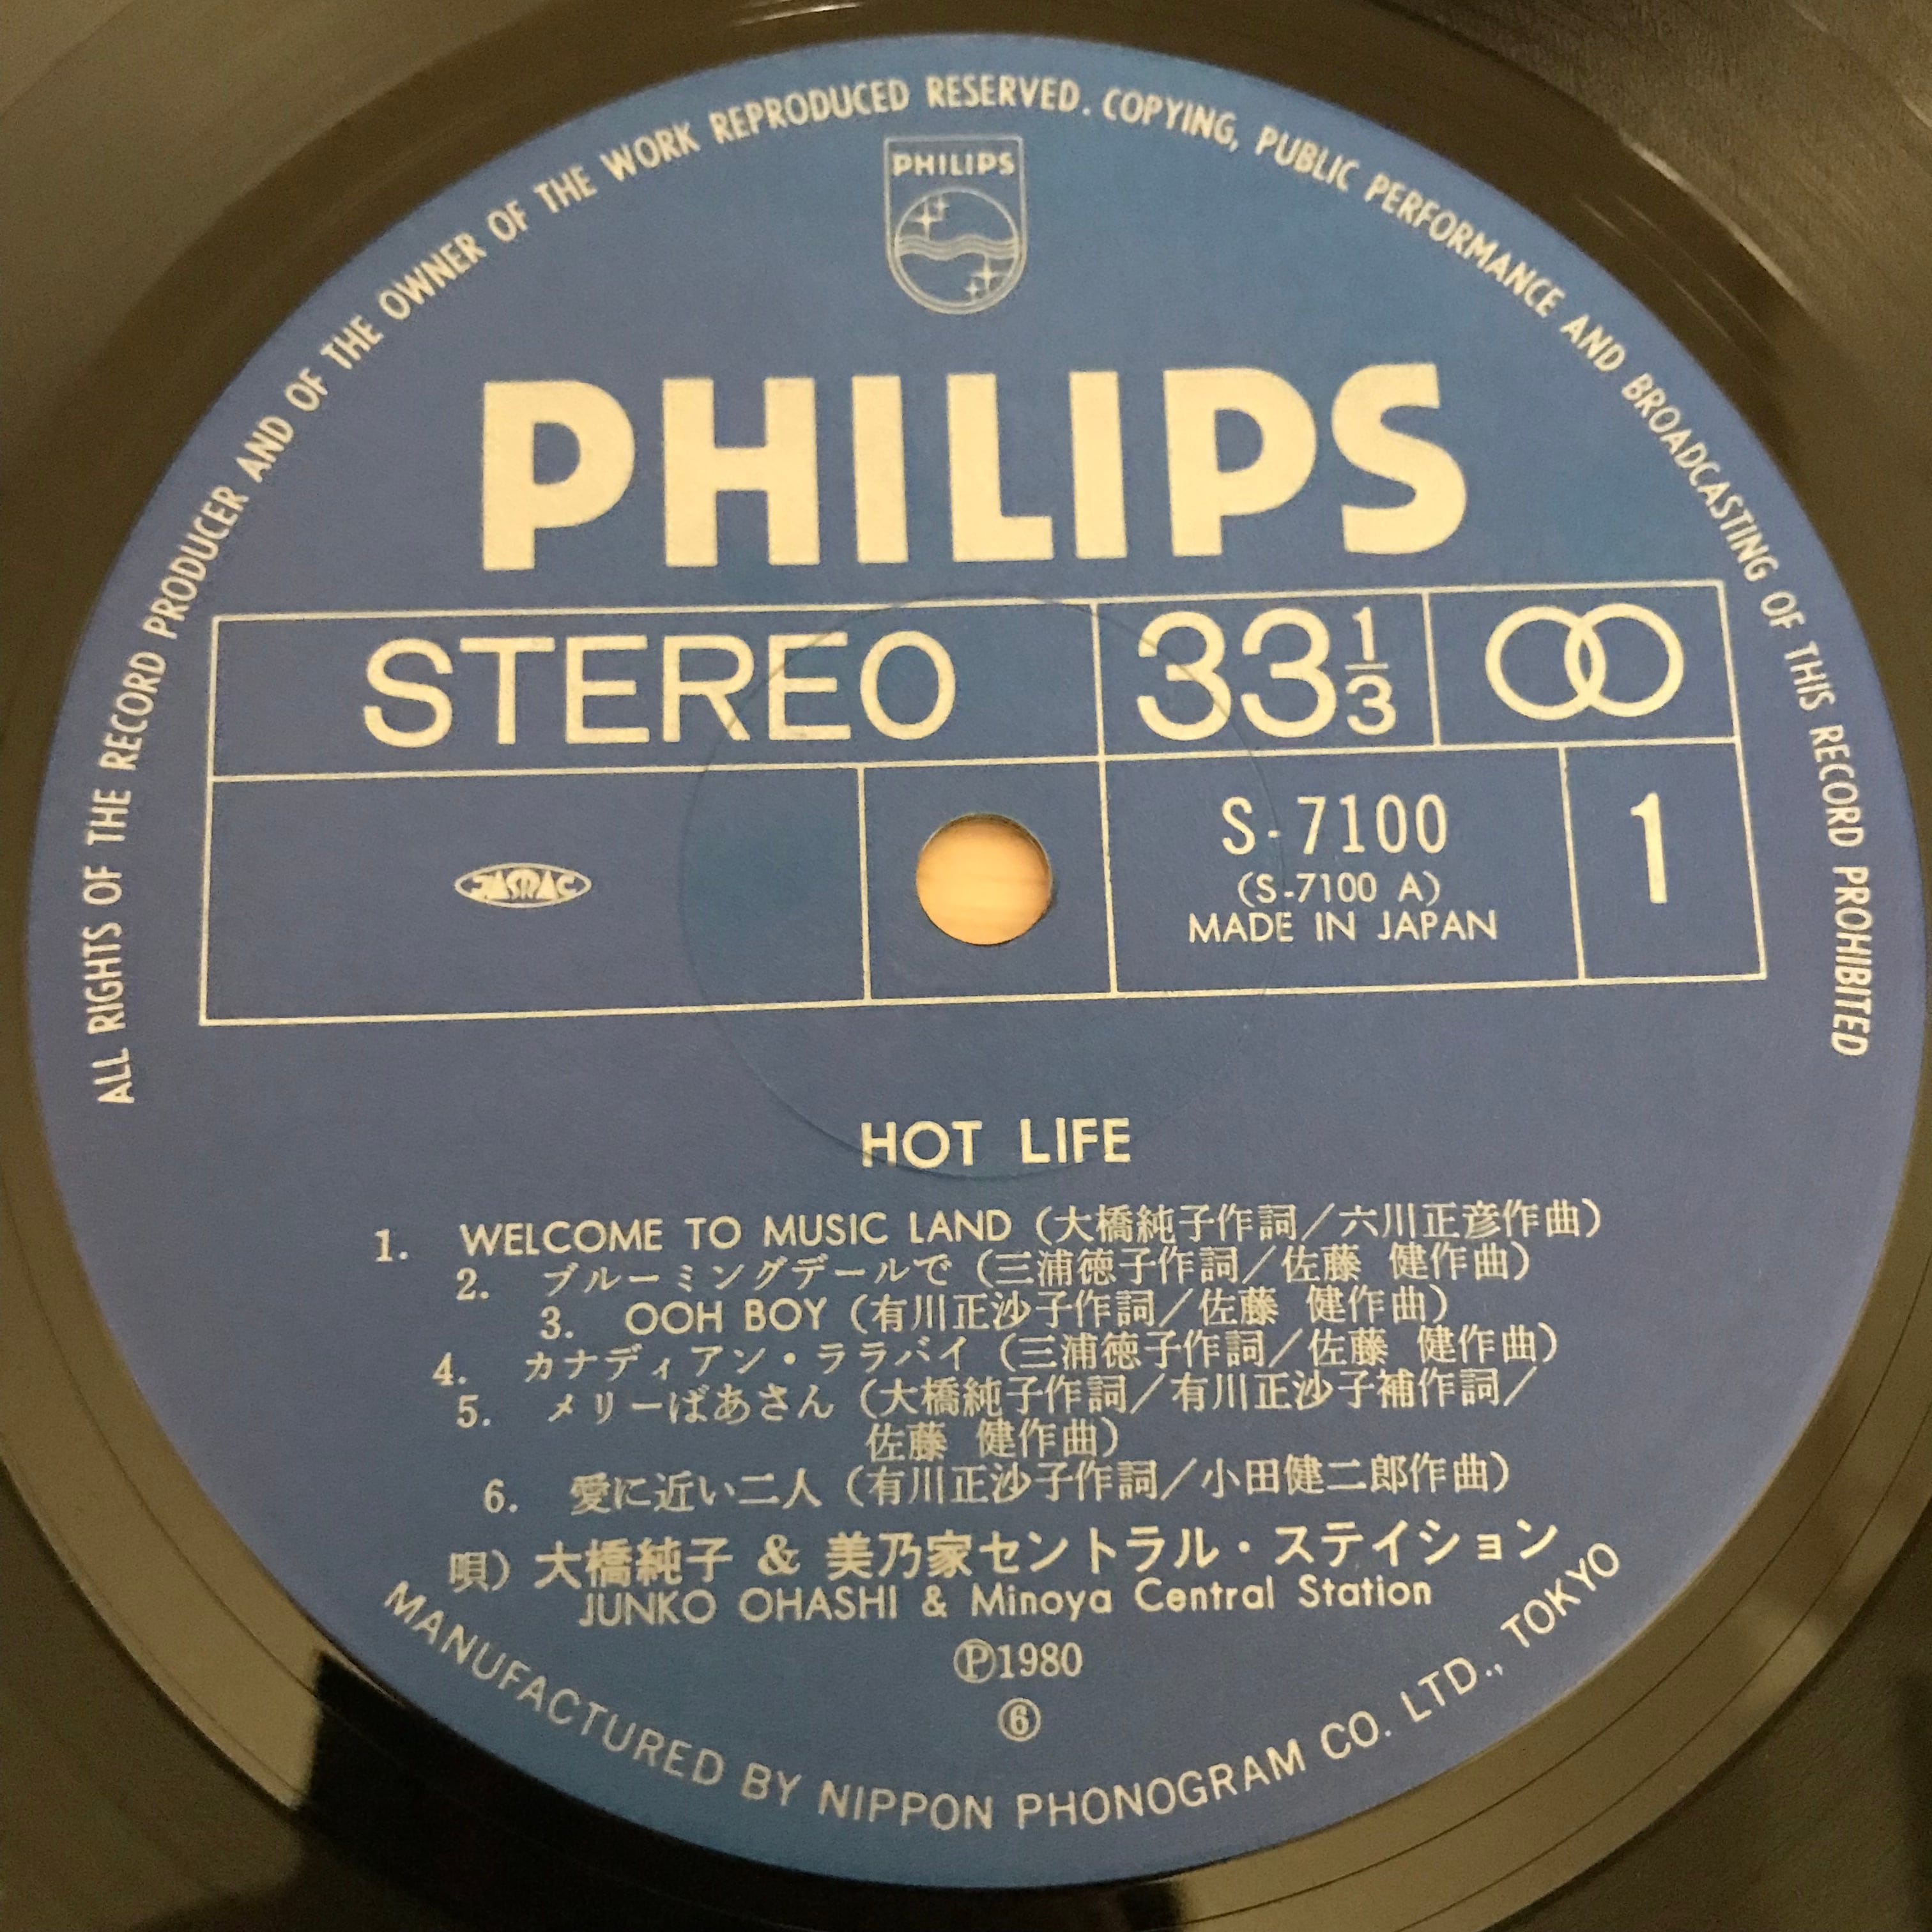 ALL RIGHTS OF THE RECORD PRODUCER AND OF THE OWNER OF THE WORK REPRODUCED RESERVED. COPYING, PUBLIC PERFORMANCE AND BROADCASTING OF THIS RECORD PROHIBITED
PHILIPS
PHILIPS
STEREO
33 1/3
JASRAC
S-7100
(S-7100 A)
MADE IN JAPAN
1
HOT LIFE
1. WELCOME TO MUSIC LAND (大橋純子作詞/六川正彦作曲)
2. ブルーミングデールで (三浦徳子作詞/佐藤 健作曲)
3. OOH BOY (有川正沙子作詞/佐藤 健作曲)
4. カナディアン・ララバイ (三浦徳子作詞/佐藤 健作曲)
5. メリーばあさん (大橋純子作詞/有川正沙子補作詞/
佐藤 健作曲)
6. 愛に近い二人 (有川正沙子作詞/小田健二郎作曲)
唄) 大橋純子 & 美乃家セントラル・ステイション
JUNKO OHASHI & Minoya Central Station
Ⓟ1980
⑥
MANUFACTURED BY NIPPON PHONOGRAM CO. LTD., TOKYO